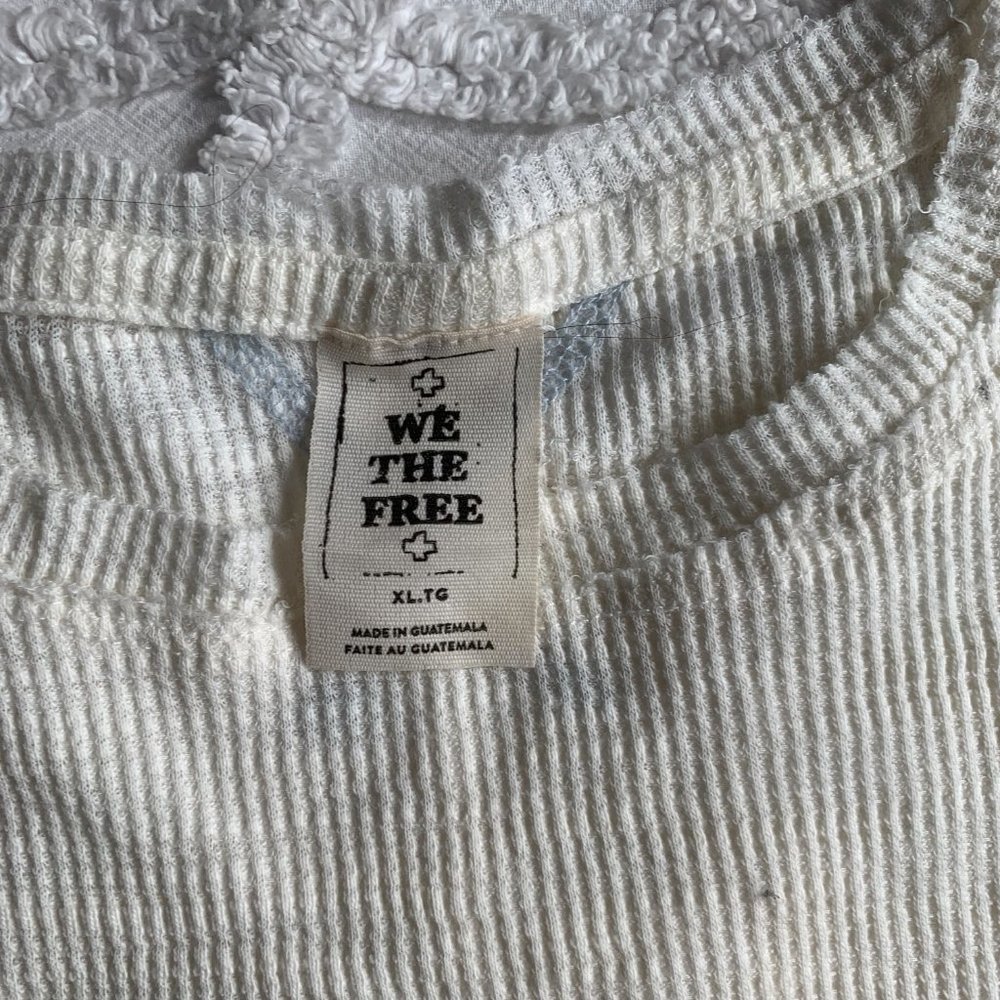 WE
THE
FREE
XL.TG
MADE IN GUATEMALA
FAITE AU GUATEMALA